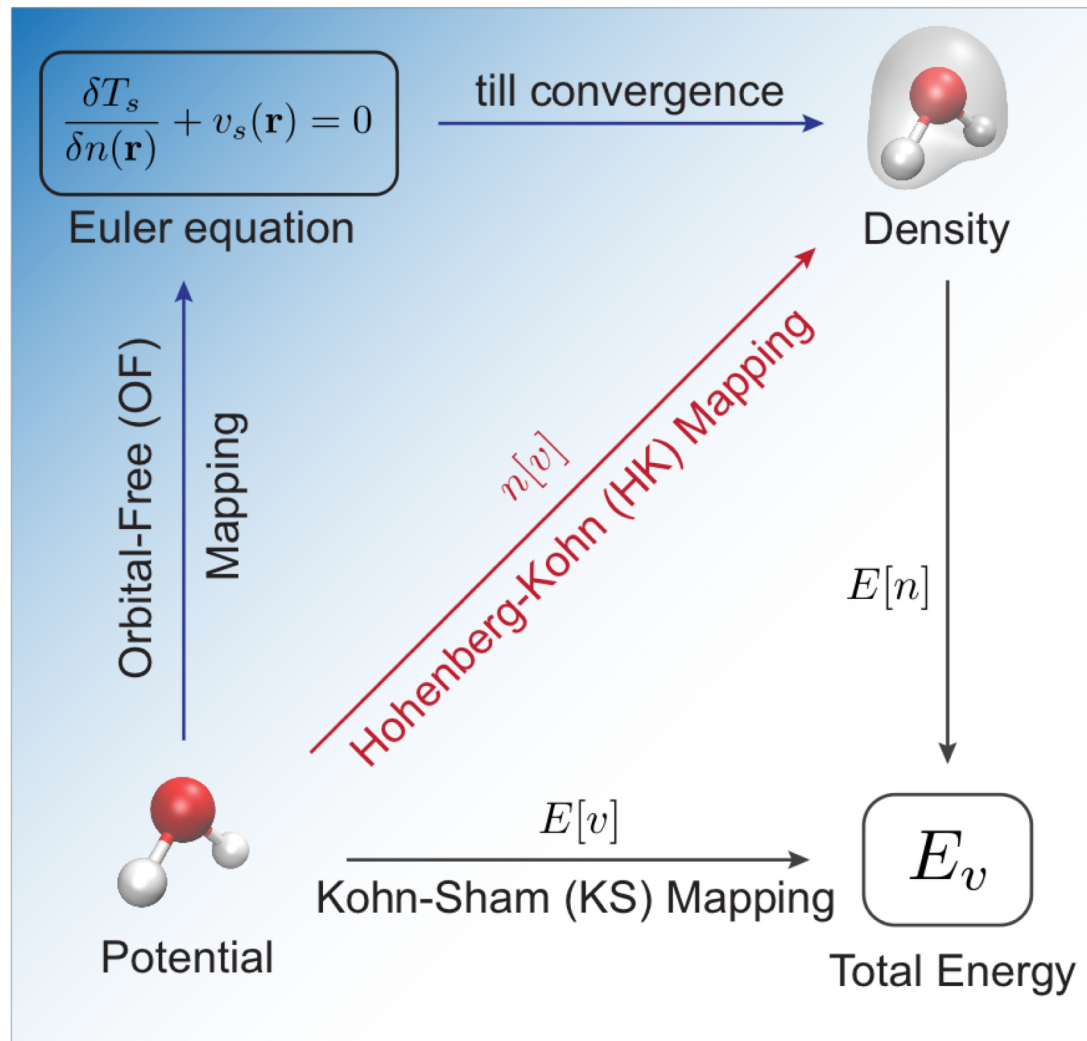 δT_s/δn(𝐫) + v_s(𝐫) = 0
till convergence
Euler equation
Density
Orbital-Free (OF)
Mapping
n[v]
Hohenberg-Kohn (HK) Mapping
E[n]
E[v]
Kohn-Sham (KS) Mapping
E_v
Potential
Total Energy